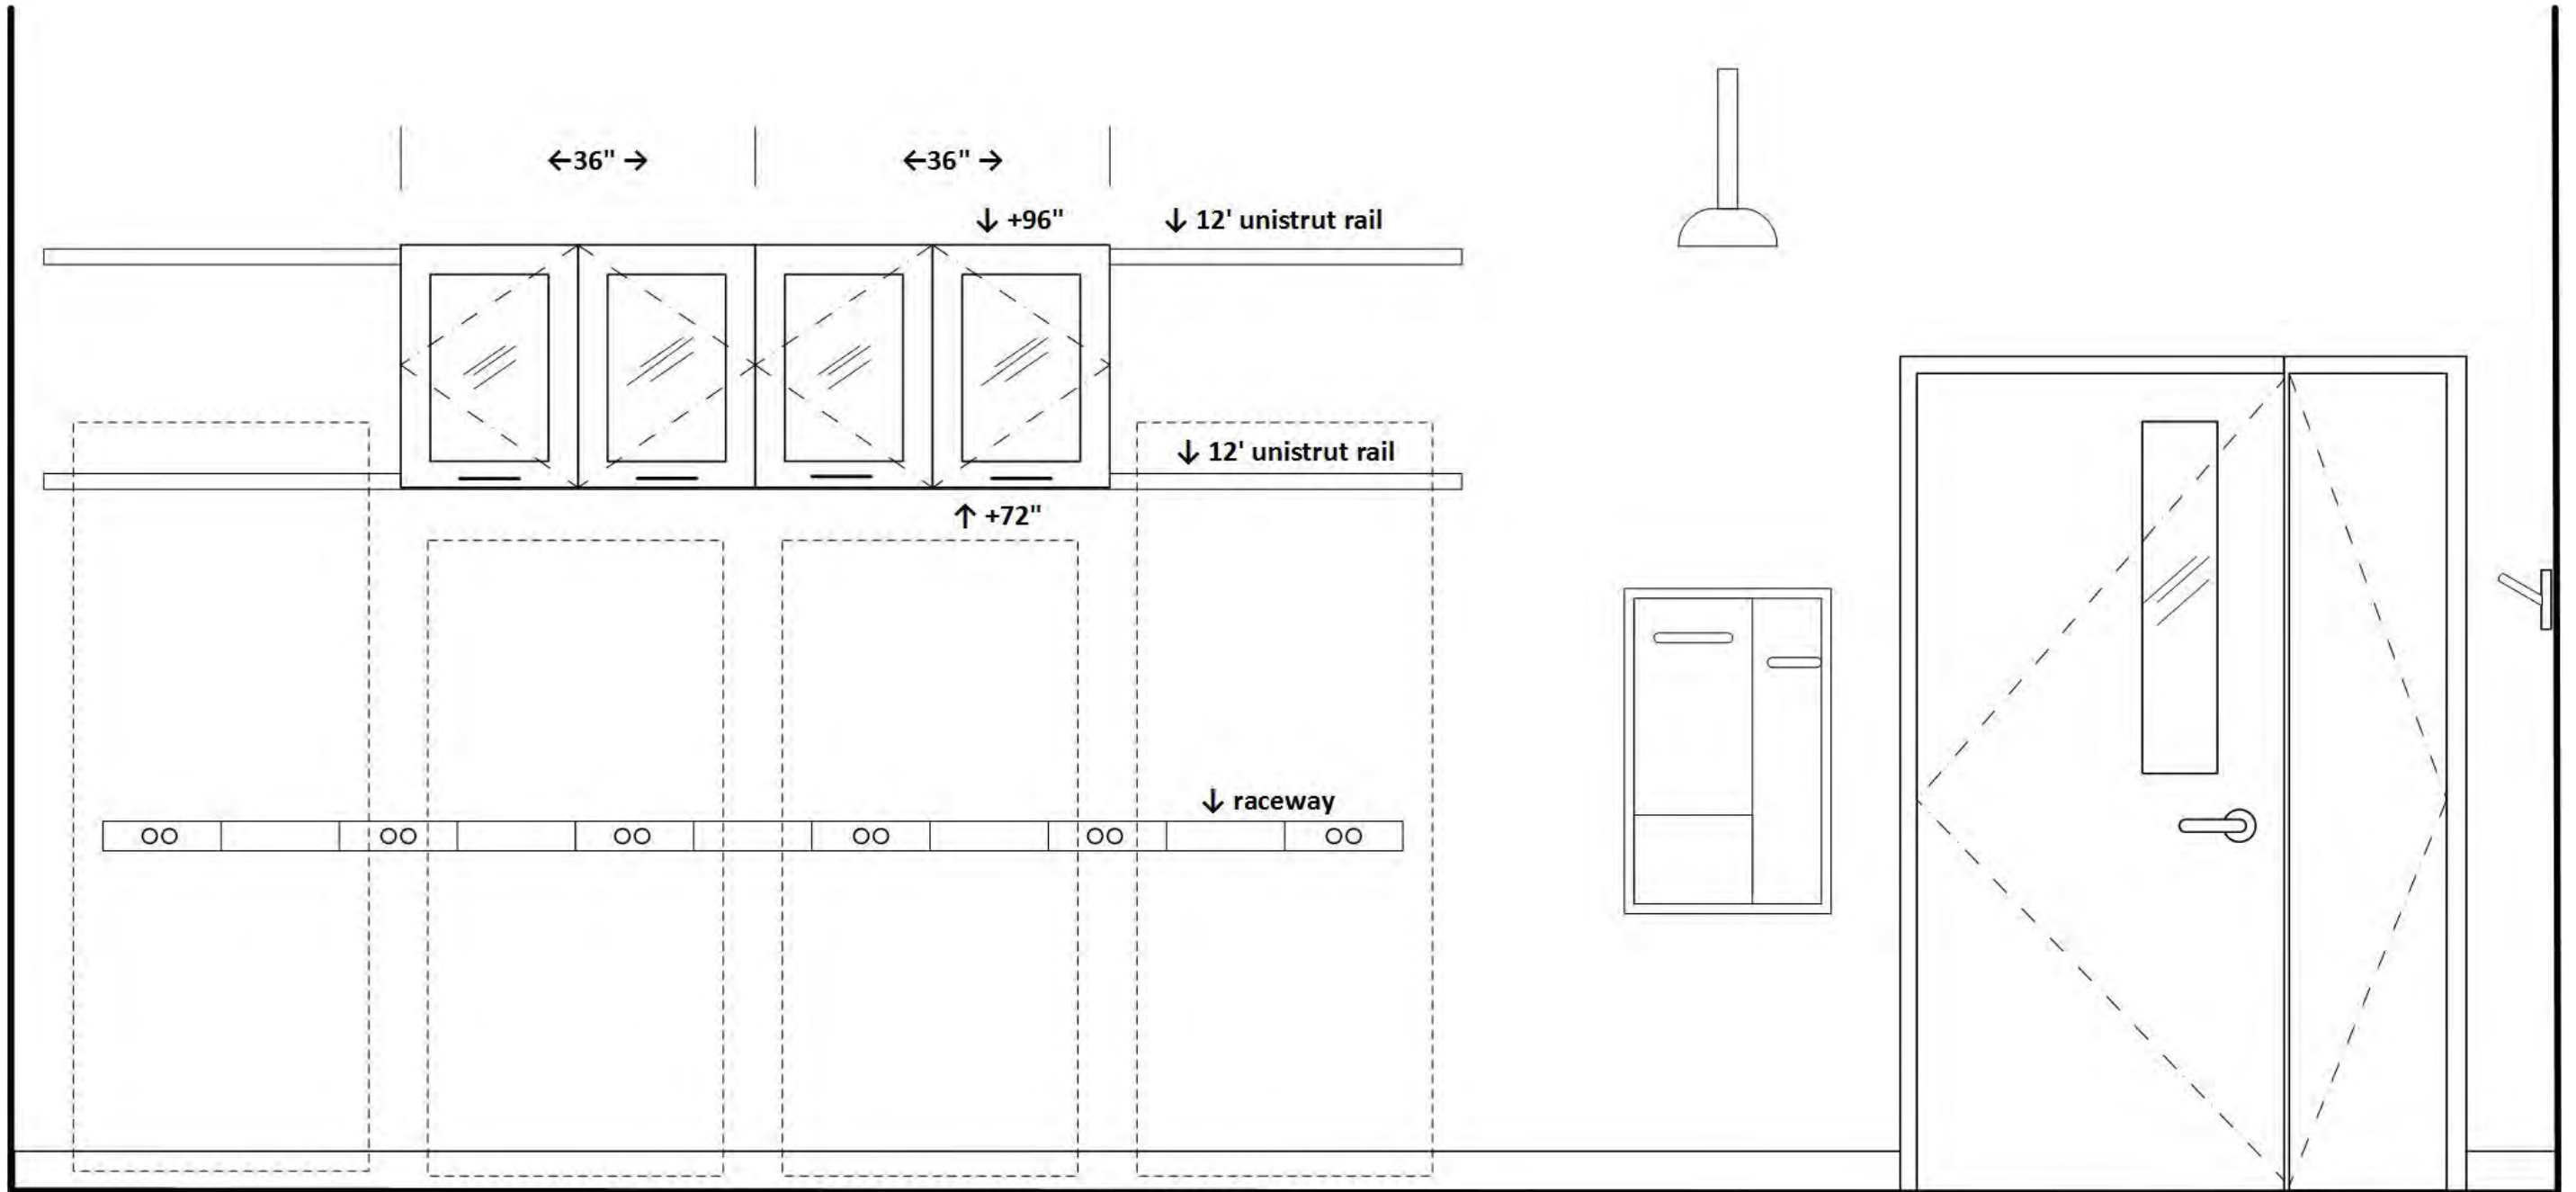 ←36" →
←36" →
↓ +96"
↓ 12' unistrut rail
↓ 12' unistrut rail
↑ +72"
↓ raceway